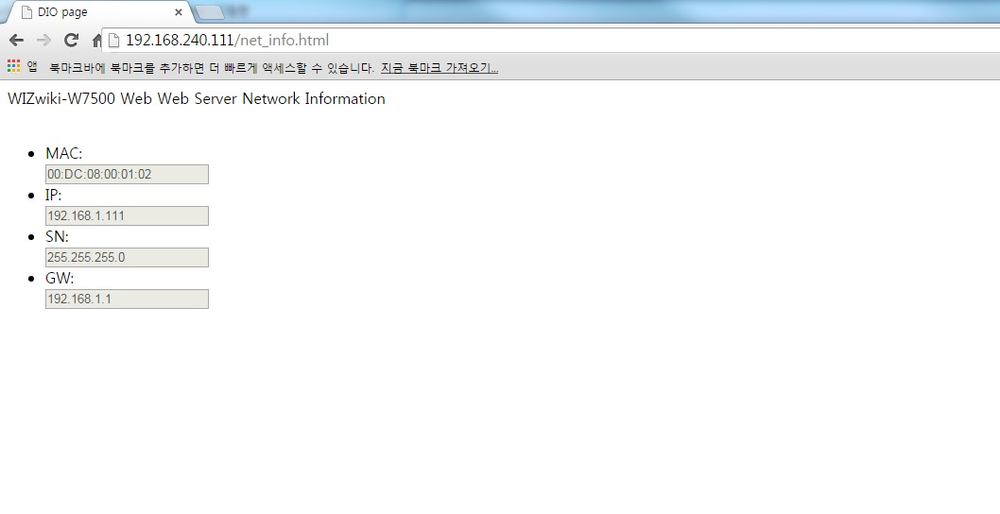 DIO page
192.168.240.111/net_info.html
앱 북마크바에 북마크를 추가하면 더 빠르게 액세스할 수 있습니다. 지금 북마크 가져오기...
WIZwiki-W7500 Web Web Server Network Information
MAC:
00:DC:08:00:01:02
IP:
192.168.1.111
SN:
255.255.255.0
GW:
192.168.1.1